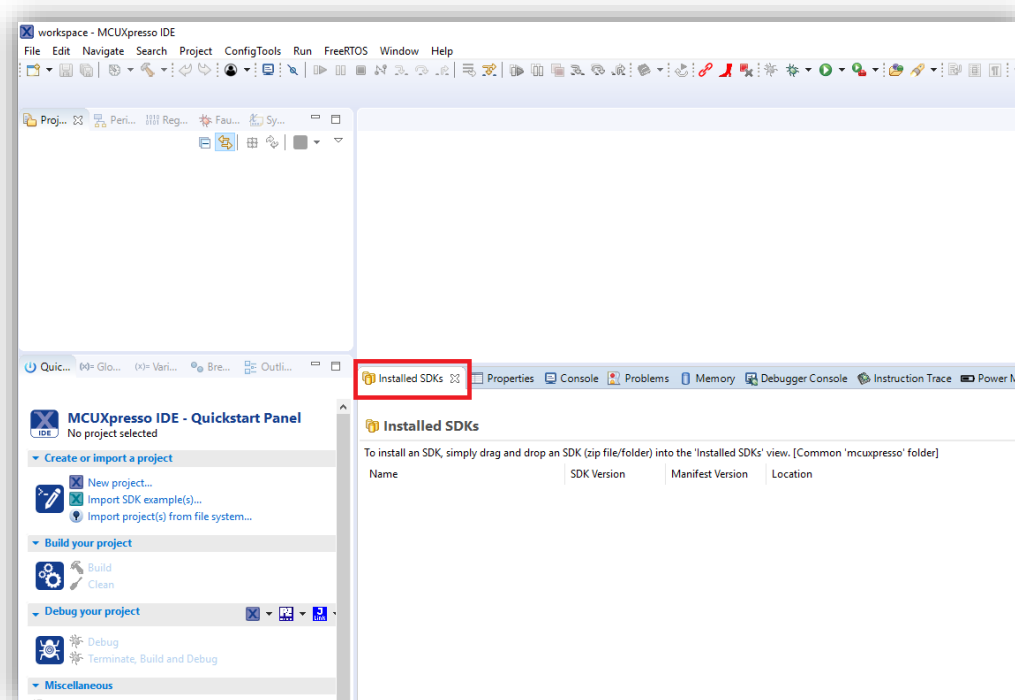 workspace - MCUXpresso IDE
File Edit Navigate Search Project ConfigTools Run FreeRTOS Window Help
Proj... Peri... Reg... Fau... Sy...
Quic... (x)= Glo... (x)= Vari... Bre... Outli...
Installed SDKs Properties Console Problems Memory Debugger Console Instruction Trace Power M
IDE
MCUXpresso IDE - Quickstart Panel
No project selected
Installed SDKs
To install an SDK, simply drag and drop an SDK (zip file/folder) into the 'Installed SDKs' view. [Common 'mcuxpresso' folder]
Name SDK Version Manifest Version Location
Create or import a project
New project...
Import SDK example(s)...
Import project(s) from file system...
Build your project
Build
Clean
Debug your project
Debug
Terminate, Build and Debug
Miscellaneous